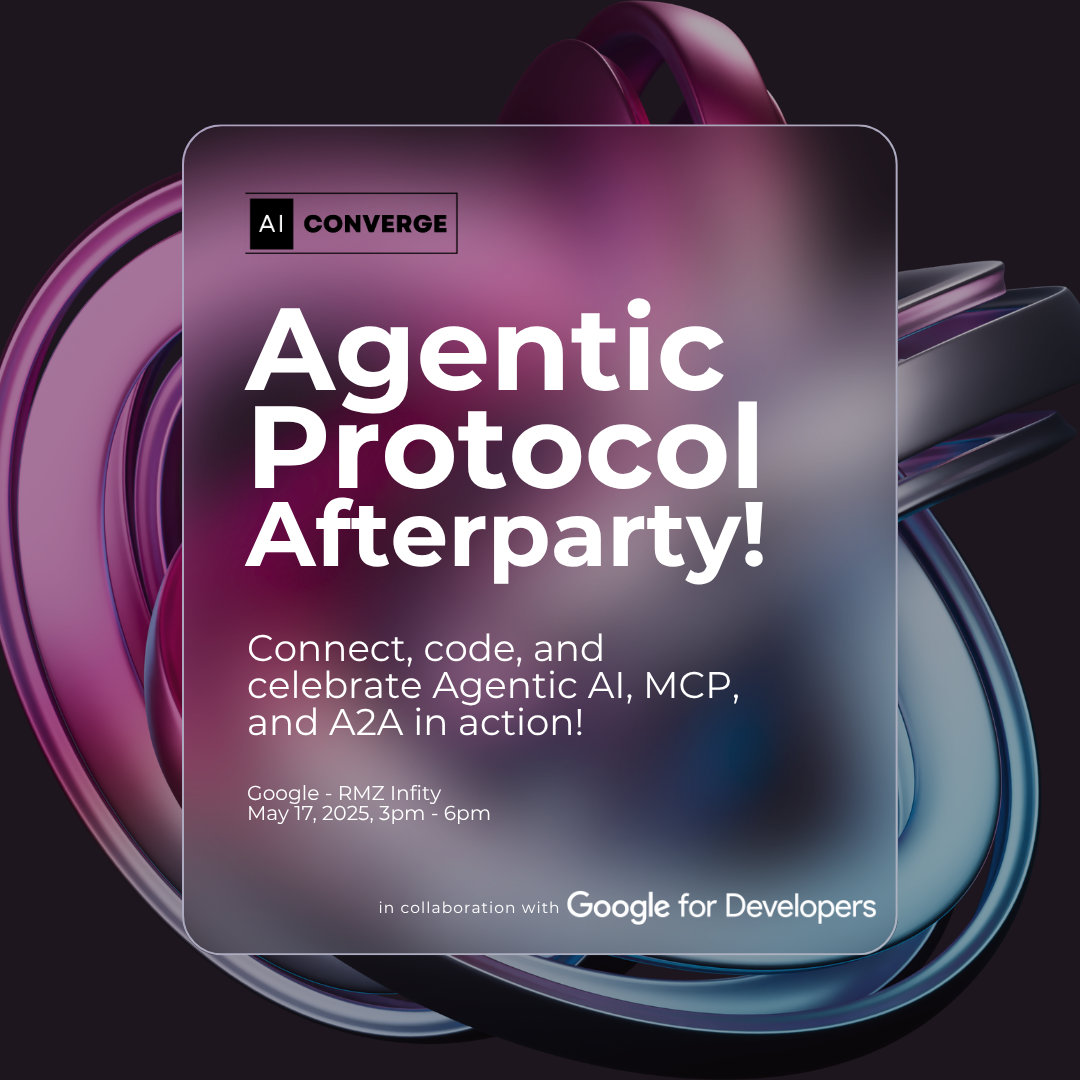 AI CONVERGE
Agentic
Protocol
Afterparty!
Connect, code, and
celebrate Agentic AI, MCP,
and A2A in action!
Google - RMZ Infity
May 17, 2025, 3pm - 6pm
in collaboration with Google for Developers